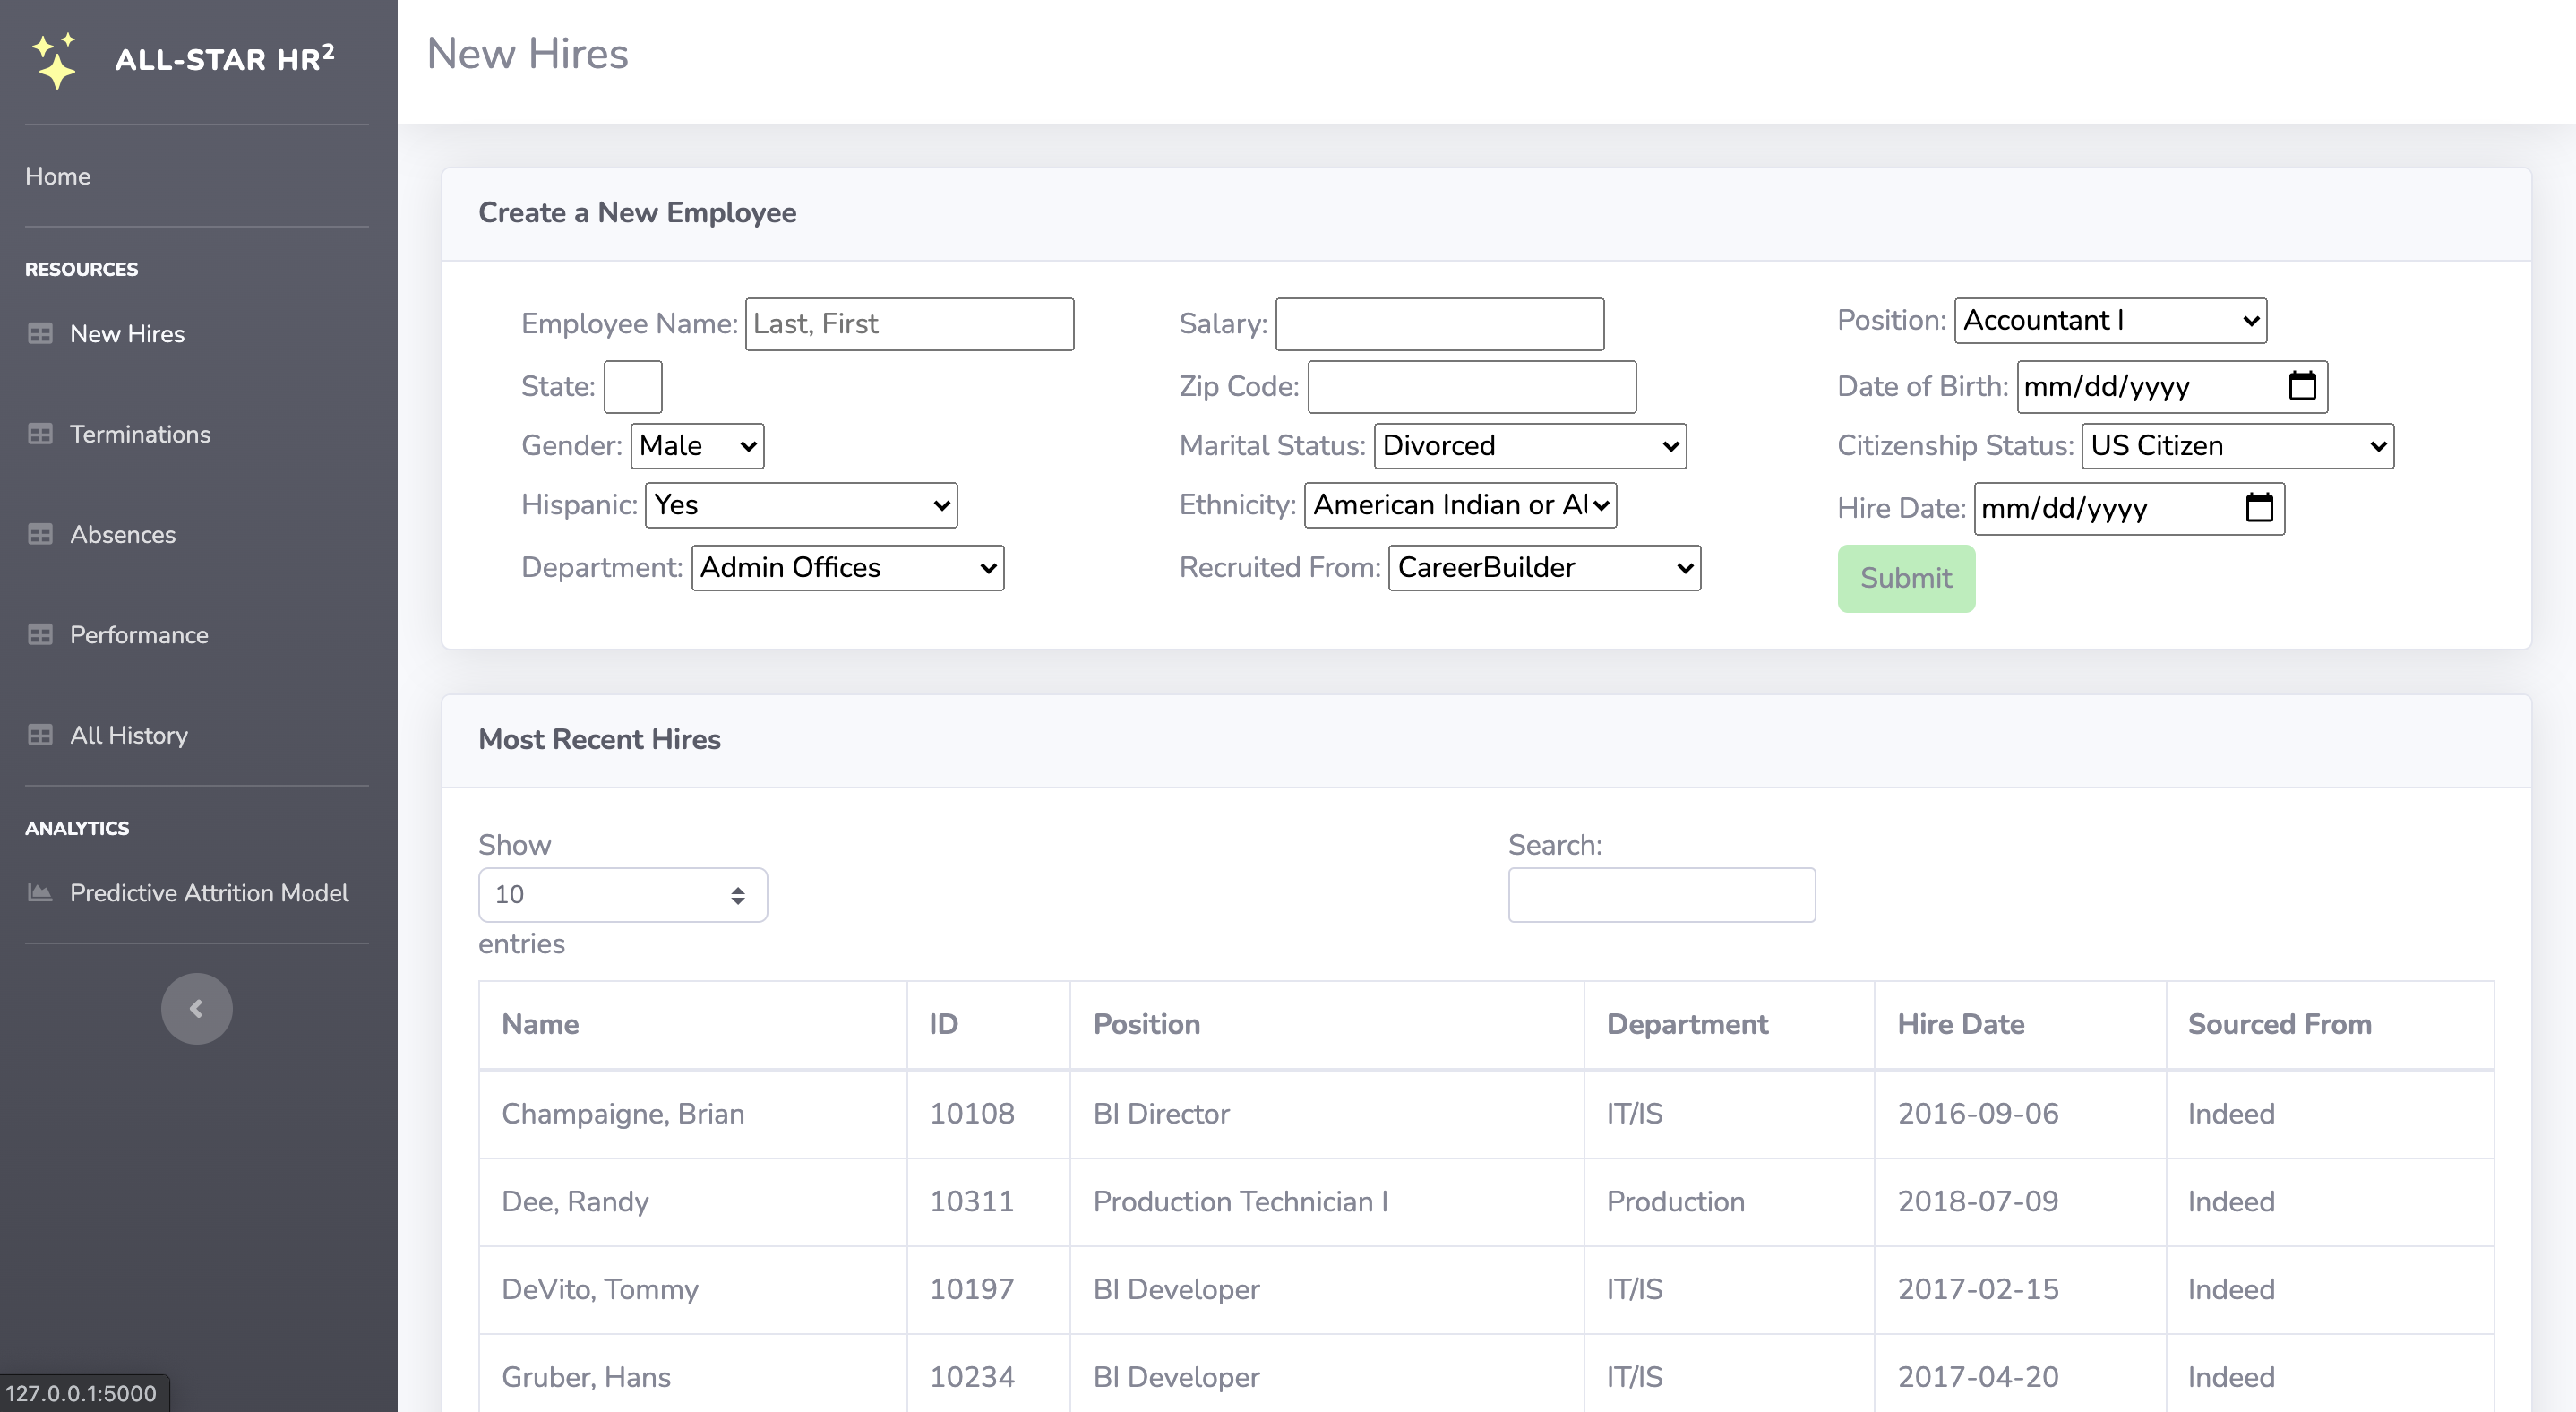 ALL-STAR HR²
Home
RESOURCES
New Hires
Terminations
Absences
Performance
All History
ANALYTICS
Predictive Attrition Model
127.0.0.1:5000
New Hires
Create a New Employee
Employee Name: Last, First
Salary:
Position: Accountant I
State:
Zip Code:
Date of Birth: mm/dd/yyyy
Gender: Male
Marital Status: Divorced
Citizenship Status: US Citizen
Hispanic: Yes
Ethnicity: American Indian or Al
Hire Date: mm/dd/yyyy
Department: Admin Offices
Recruited From: CareerBuilder
Submit
Most Recent Hires
Show
10
entries
Search:
Name ID Position Department Hire Date Sourced From
Champaigne, Brian 10108 BI Director IT/IS 2016-09-06 Indeed
Dee, Randy 10311 Production Technician I Production 2018-07-09 Indeed
DeVito, Tommy 10197 BI Developer IT/IS 2017-02-15 Indeed
Gruber, Hans 10234 BI Developer IT/IS 2017-04-20 Indeed